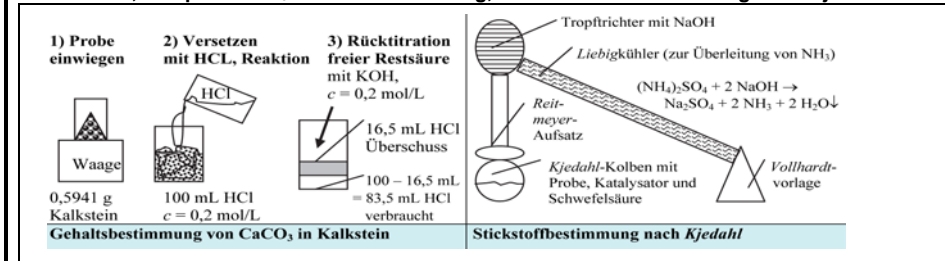 1) Probe
einwiegen
2) Versetzen
mit HCL, Reaktion
3) Rücktitration
freier Restsäure
mit KOH,
c = 0,2 mol/L
HCl
Waage
16,5 mL HCl
Überschuss
100 – 16,5 mL
= 83,5 mL HCl
verbraucht
0,5941 g
Kalkstein
100 mL HCl
c = 0,2 mol/L
Gehaltsbestimmung von CaCO₃ in Kalkstein
Tropftrichter mit NaOH
Liebigkühler (zur Überleitung von NH₃)
(NH₄)₂SO₄ + 2 NaOH →
Na₂SO₄ + 2 NH₃ + 2 H₂O↓
Reit-
meyer-
Aufsatz
Kjedahl-Kolben mit
Probe, Katalysator und
Schwefelsäure
Vollhardt-
vorlage
Stickstoffbestimmung nach Kjedahl